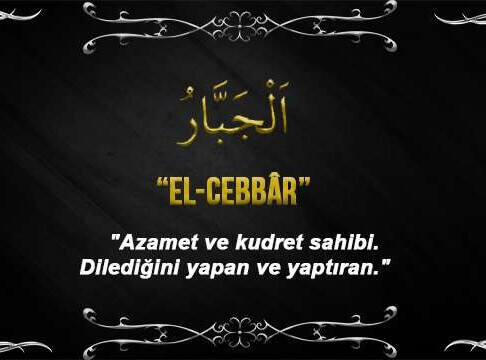 اَلْجَبَّارُ
“EL-CEBBÂR”
"Azamet ve kudret sahibi.
Dilediğini yapan ve yaptıran."